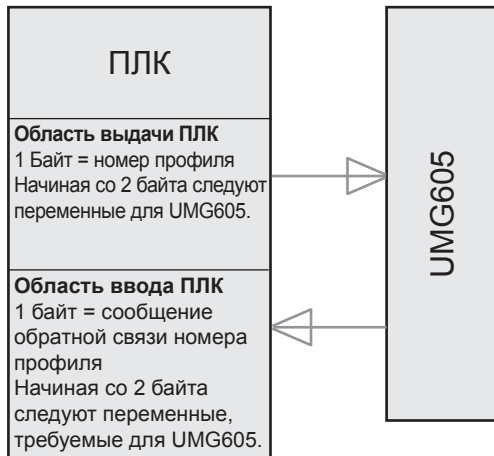 ПЛК
Область выдачи ПЛК
1 Байт = номер профиля
Начиная со 2 байта следуют
переменные для UMG605.
Область ввода ПЛК
1 байт = сообщение
обратной связи номера
профиля
Начиная со 2 байта
следуют переменные,
требуемые для UMG605.
UMG605